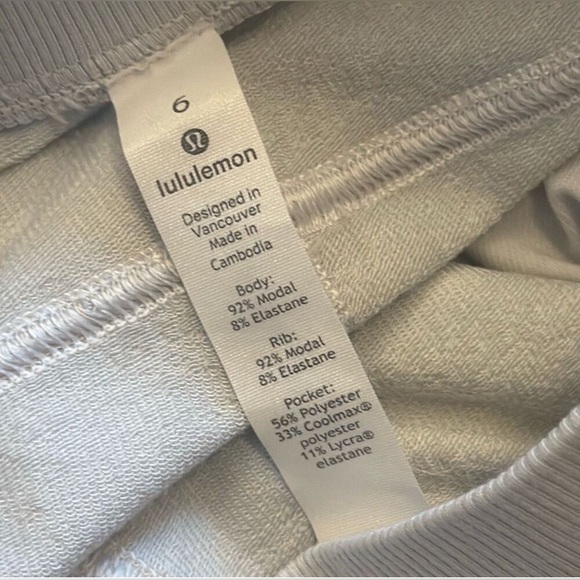 6
lululemon
Designed in
Vancouver
Made in
Cambodia
Body:
92% Modal
8% Elastane
Rib:
92% Modal
8% Elastane
Pocket:
56% Polyester
33% Coolmax®
polyester
11% Lycra®
elastane